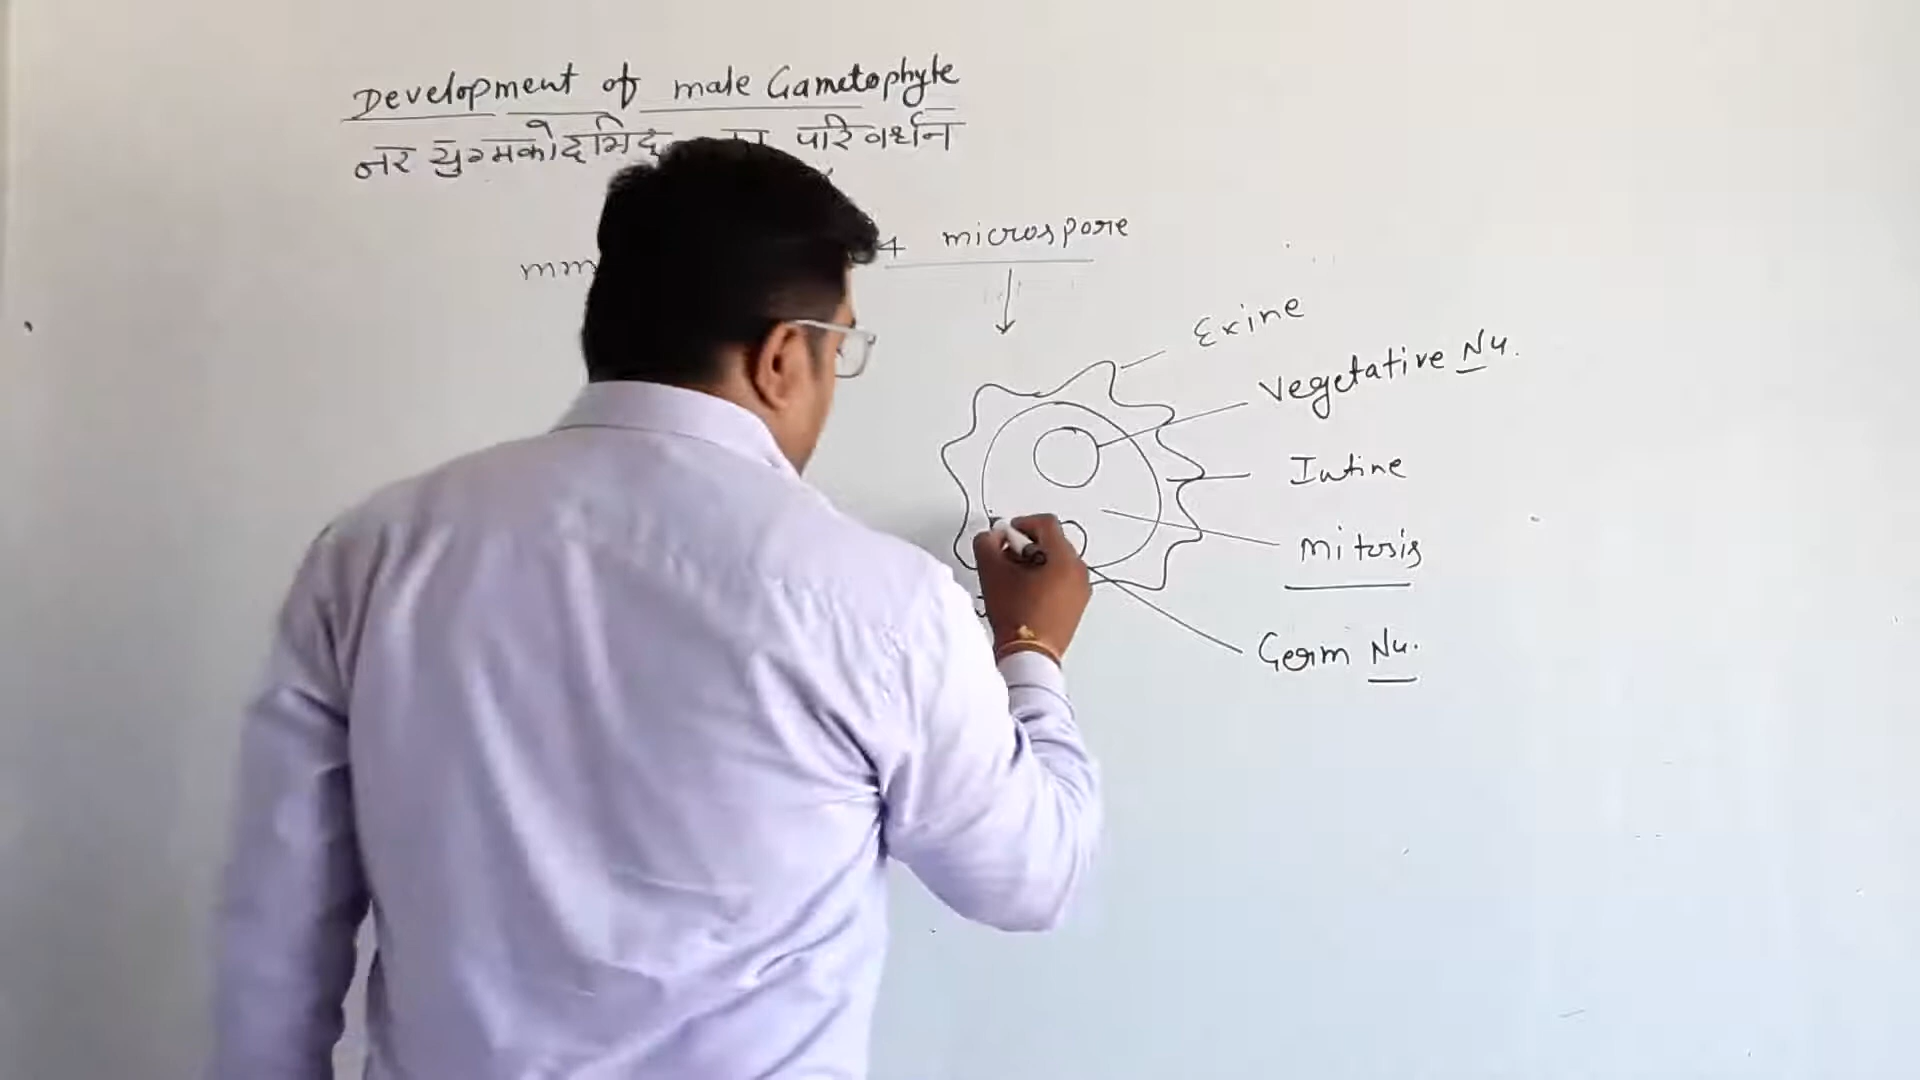 Development of male Gametophyte
नर युग्मकोद्भिद् का परिवर्धन
4 microspore
Exine
Vegetative Nu.
Intine
mitosis
Germ Nu.